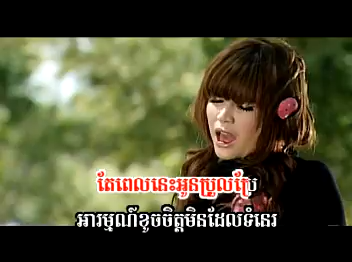 តែពេលនេះអូនប្រួលប្រែ
អារម្មណ៍ខូចចិត្តមិនដែលទំនេរ